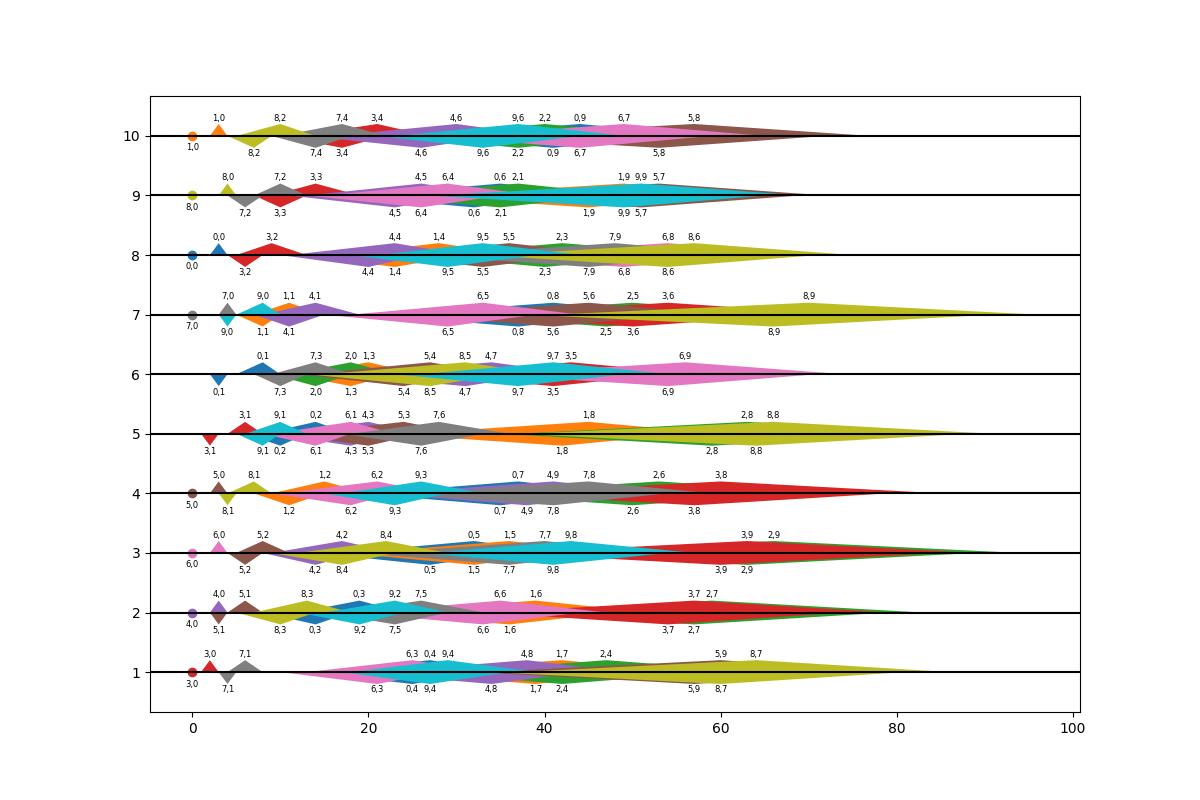 1,0 8,2 7,4 3,4 4,6 9,6 2,2 0,9 6,7 5,8
10
1,0 8,2 7,4 3,4 4,6 9,6 2,2 0,9 6,7 5,8
8,0 7,2 3,3 4,5 6,4 0,6 2,1 1,9 9,9 5,7
9
8,0 7,2 3,3 4,5 6,4 0,6 2,1 1,9 9,9 5,7
0,0 3,2 4,4 1,4 9,5 5,5 2,3 7,9 6,8 8,6
8
0,0 3,2 4,4 1,4 9,5 5,5 2,3 7,9 6,8 8,6
7,0 9,0 1,1 4,1 6,5 0,8 5,6 2,5 3,6 8,9
7
7,0 9,0 1,1 4,1 6,5 0,8 5,6 2,5 3,6 8,9
0,1 7,3 2,0 1,3 5,4 8,5 4,7 9,7 3,5 6,9
6
0,1 7,3 2,0 1,3 5,4 8,5 4,7 9,7 3,5 6,9
3,1 9,1 0,2 6,1 4,3 5,3 7,6 1,8 2,8 8,8
5
3,1 9,1 0,2 6,1 4,3 5,3 7,6 1,8 2,8 8,8
5,0 8,1 1,2 6,2 9,3 0,7 4,9 7,8 2,6 3,8
4
5,0 8,1 1,2 6,2 9,3 0,7 4,9 7,8 2,6 3,8
6,0 5,2 4,2 8,4 0,5 1,5 7,7 9,8 3,9 2,9
3
6,0 5,2 4,2 8,4 0,5 1,5 7,7 9,8 3,9 2,9
4,0 5,1 8,3 0,3 9,2 7,5 6,6 1,6 3,7 2,7
2
4,0 5,1 8,3 0,3 9,2 7,5 6,6 1,6 3,7 2,7
3,0 7,1 6,3 0,4 9,4 4,8 1,7 2,4 5,9 8,7
1
3,0 7,1 6,3 0,4 9,4 4,8 1,7 2,4 5,9 8,7
0 20 40 60 80 100